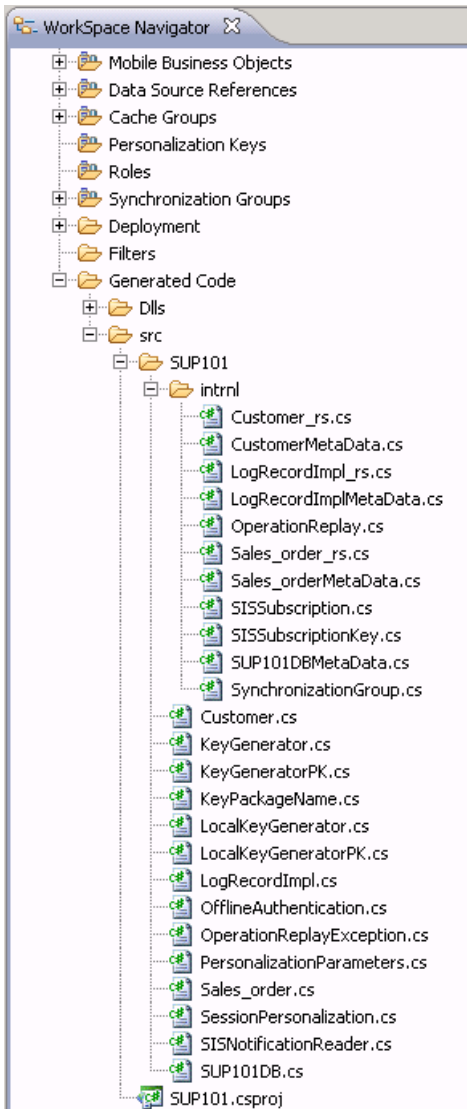 WorkSpace Navigator
Mobile Business Objects
Data Source References
Cache Groups
Personalization Keys
Roles
Synchronization Groups
Deployment
Filters
Generated Code
Dlls
src
SUP101
intrnl
Customer_rs.cs
CustomerMetaData.cs
LogRecordImpl_rs.cs
LogRecordImplMetaData.cs
OperationReplay.cs
Sales_order_rs.cs
Sales_orderMetaData.cs
SISSubscription.cs
SISSubscriptionKey.cs
SUP101DBMetaData.cs
SynchronizationGroup.cs
Customer.cs
KeyGenerator.cs
KeyGeneratorPK.cs
KeyPackageName.cs
LocalKeyGenerator.cs
LocalKeyGeneratorPK.cs
LogRecordImpl.cs
OfflineAuthentication.cs
OperationReplayException.cs
PersonalizationParameters.cs
Sales_order.cs
SessionPersonalization.cs
SISNotificationReader.cs
SUP101DB.cs
SUP101.csproj